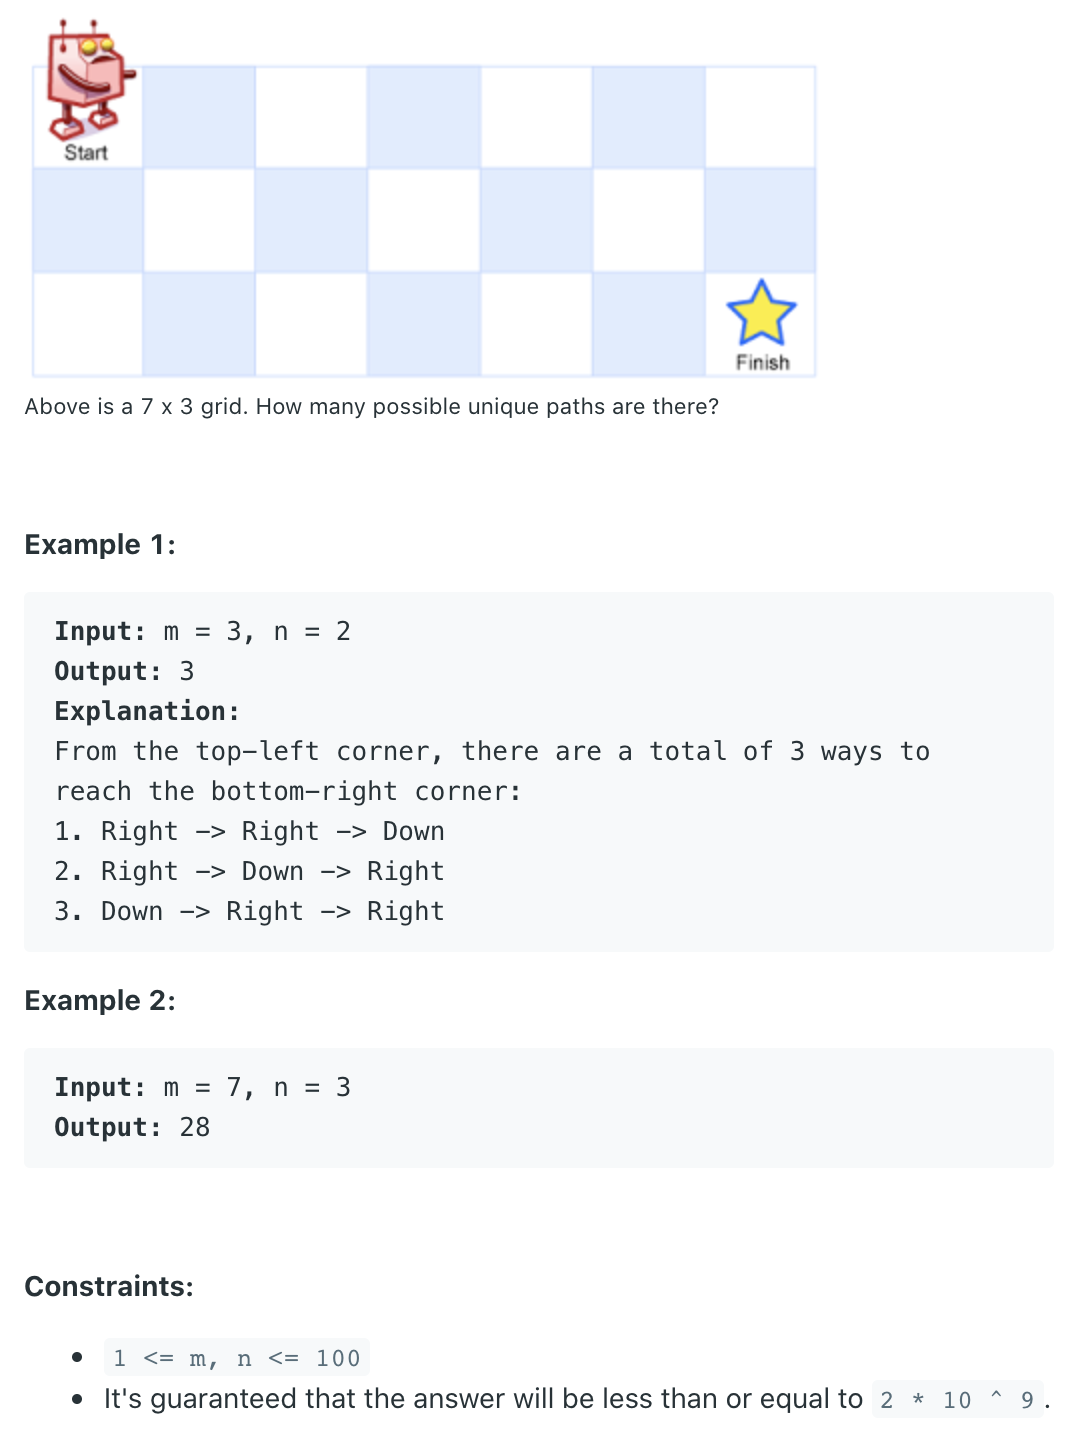 Start
Finish
Above is a 7 x 3 grid. How many possible unique paths are there?
Example 1:
Input: m = 3, n = 2
Output: 3
Explanation:
From the top-left corner, there are a total of 3 ways to
reach the bottom-right corner:
1. Right -> Right -> Down
2. Right -> Down -> Right
3. Down -> Right -> Right
Example 2:
Input: m = 7, n = 3
Output: 28
Constraints:
• 1 <= m, n <= 100
• It's guaranteed that the answer will be less than or equal to 2 * 10 ^ 9.